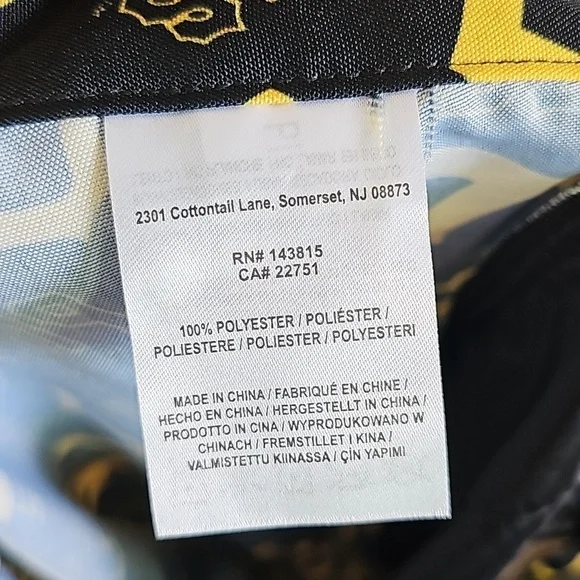 2301 Cottontail Lane, Somerset, NJ 08873
RN# 143815
CA# 22751
100% POLYESTER / POLIÉSTER /
POLIESTERE / POLIESTER / POLYESTERI
MADE IN CHINA / FABRIQUÉ EN CHINE /
HECHO EN CHINA / HERGESTELLT IN CHINA /
PRODOTTO IN CINA / WYPRODUKOWANO W
CHINACH / FREMSTILLET I KINA /
VALMISTETTU KIINASSA / ÇİN YAPIMI